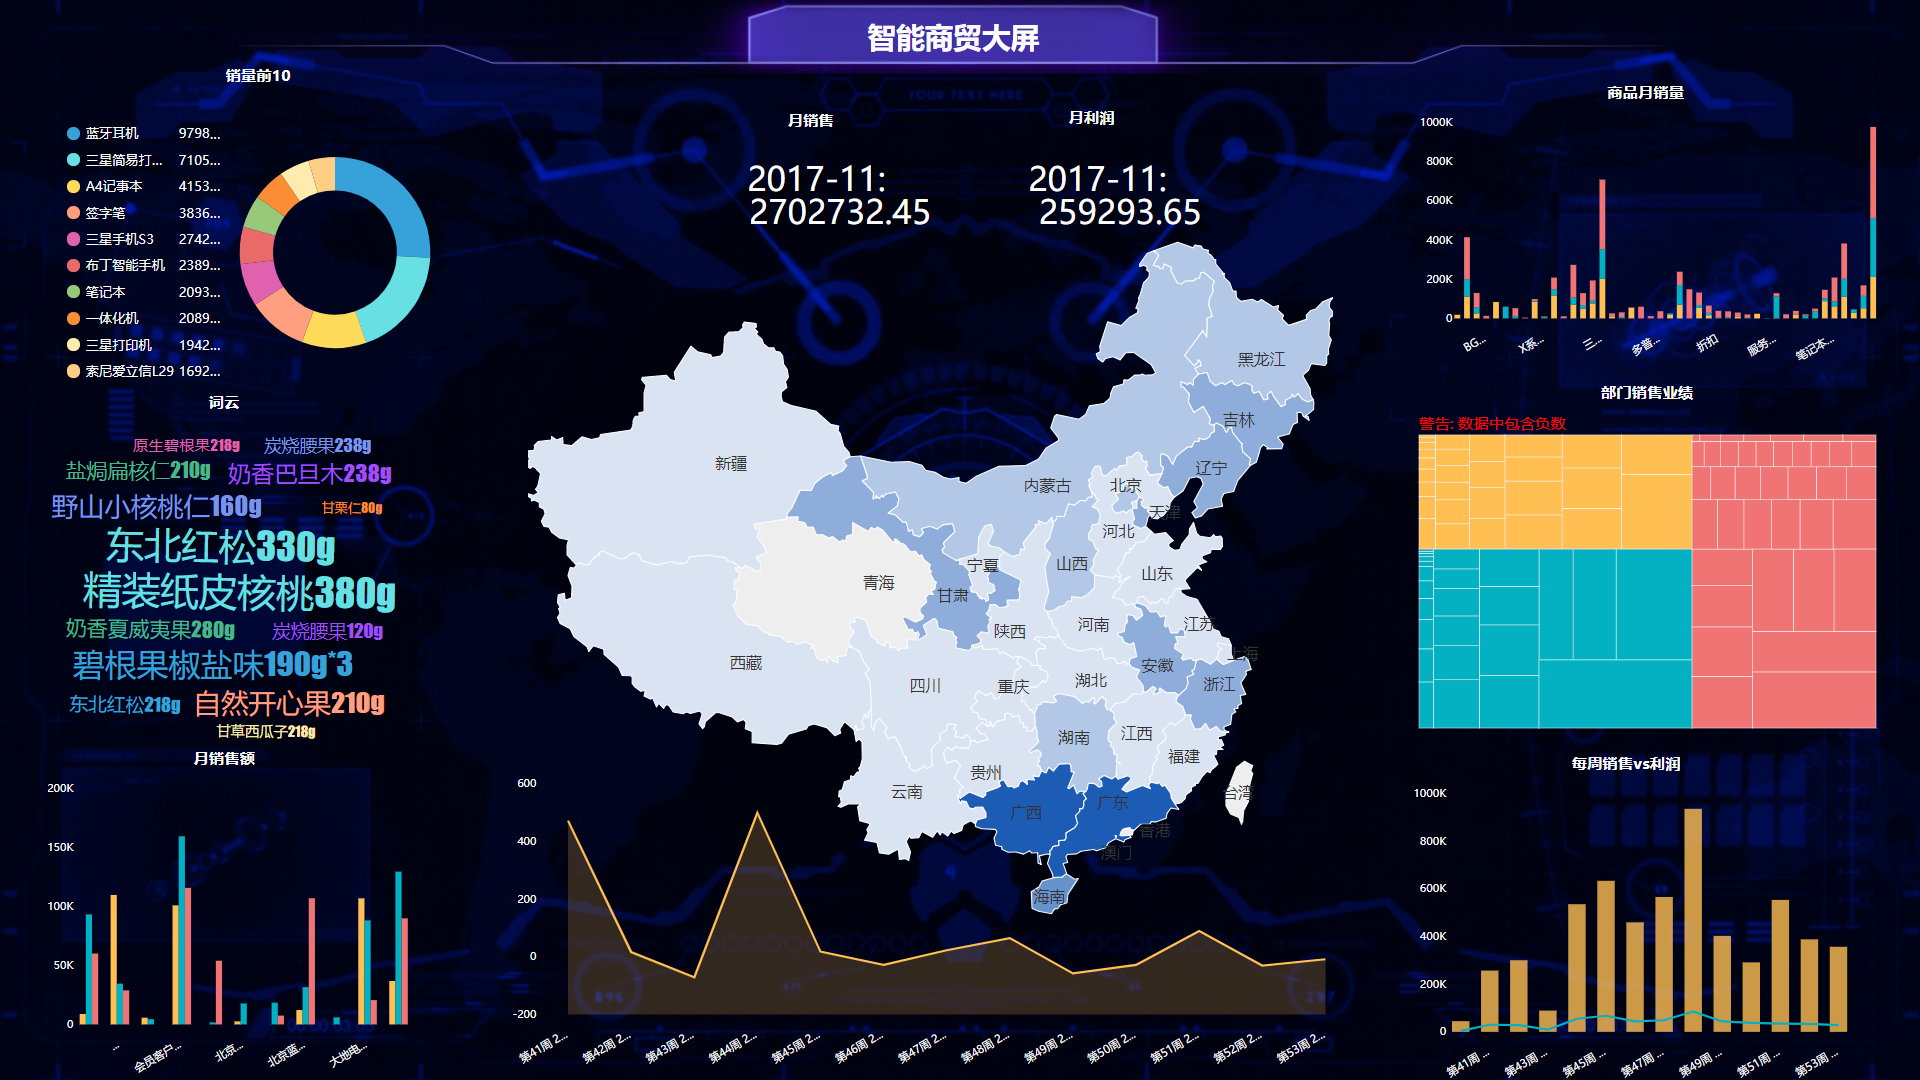 智能商贸大屏
YOUR TEXT HERE
销量前10
蓝牙耳机 9798...
三星简易打... 7105...
A4记事本 4153...
签字笔 3836...
三星手机S3 2742...
布丁智能手机 2389...
笔记本 2093...
一体化机 2089...
三星打印机 1942...
索尼爱立信L29 1692...
词云
原生碧根果218g 炭烧腰果238g
盐焗扁核仁210g 奶香巴旦木238g
野山小核桃仁160g 甘栗仁80g
东北红松330g
精装纸皮核桃380g
奶香夏威夷果280g 炭烧腰果120g
碧根果椒盐味190g*3
东北红松218g 自然开心果210g
甘草西瓜子218g
月销售额
200K
150K
100K
50K
0
... 会员客户... 北京... 北京蓝... 大地电...
月销售
2017-11:
2702732.45
月利润
2017-11:
259293.65
黑龙江
吉林
辽宁
新疆
内蒙古
北京
天津
河北
宁夏
山西
山东
青海
甘肃
陕西
河南
江苏
上海
西藏
安徽
四川
重庆
湖北
浙江
湖南
江西
福建
贵州
云南
台湾
广西
广东
香港
澳门
海南
600
400
200
0
-200
第41周 2... 第42周 2... 第43周 2... 第44周 2... 第45周 2... 第46周 2... 第47周 2... 第48周 2... 第49周 2... 第50周 2... 第51周 2... 第52周 2... 第53周 2...
商品月销量
1000K
800K
600K
400K
200K
0
BG... X系... 三... 多普... 折扣 服务... 笔记本...
部门销售业绩
警告: 数据中包含负数
每周销售vs利润
1000K
800K
600K
400K
200K
0
第41周 ... 第43周 ... 第45周 ... 第47周 ... 第49周 ... 第51周 ... 第53周 ...